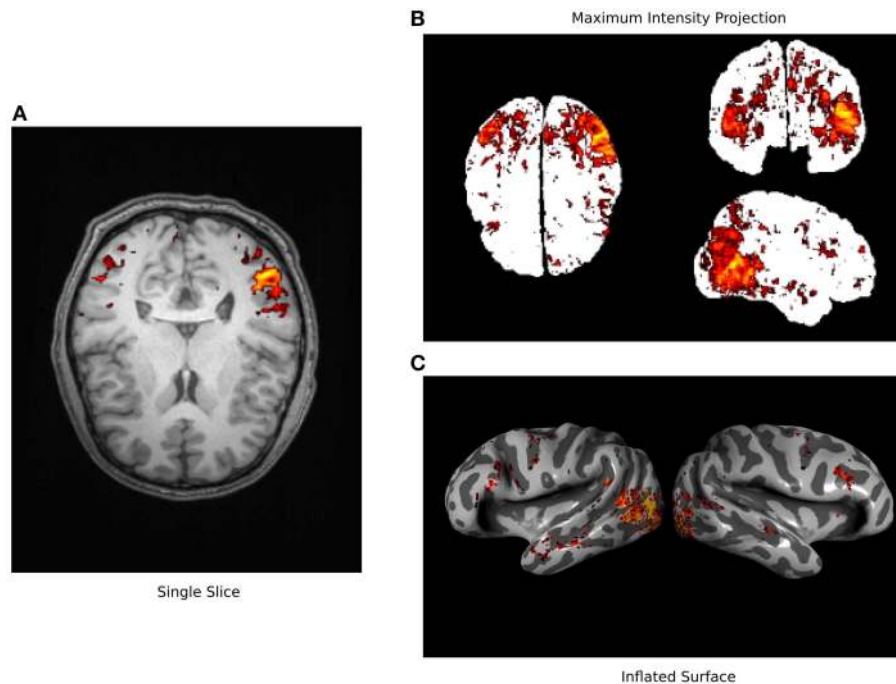 A
Single Slice
B
Maximum Intensity Projection
C
Inflated Surface